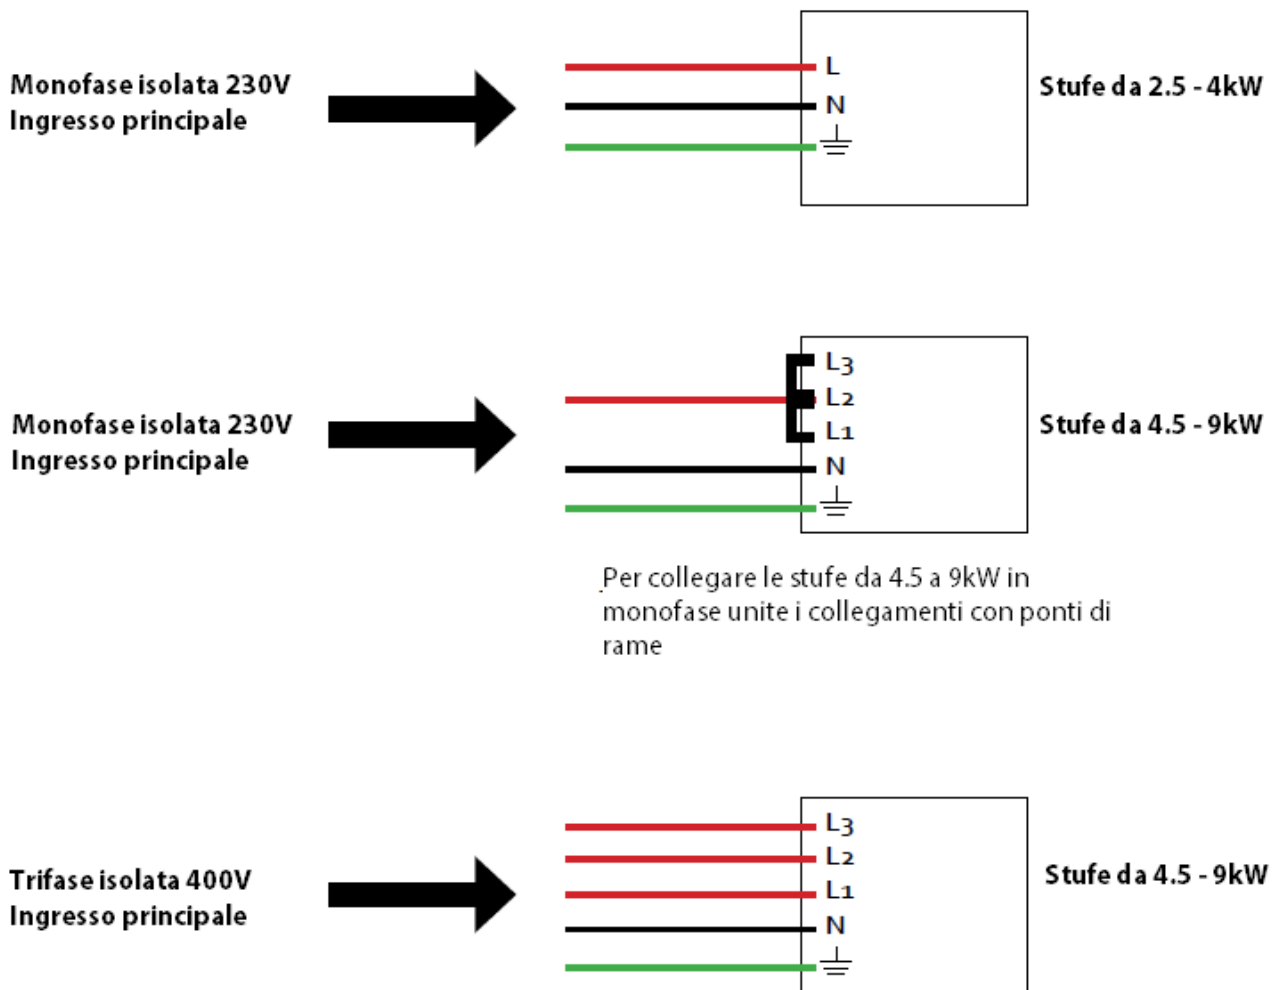 Monofase isolata 230V
Ingresso principale
L
N
Stufe da 2.5 - 4kW
Monofase isolata 230V
Ingresso principale
L3
L2
L1
N
Stufe da 4.5 - 9kW
Per collegare le stufe da 4.5 a 9kW in
monofase unite i collegamenti con ponti di
rame
Trifase isolata 400V
Ingresso principale
L3
L2
L1
N
Stufe da 4.5 - 9kW